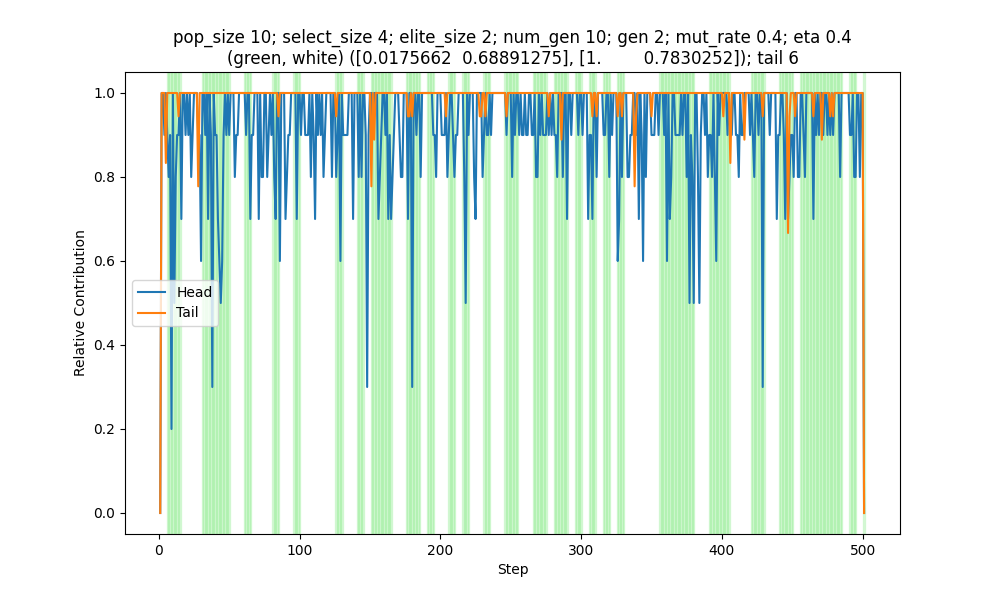 pop_size 10; select_size 4; elite_size 2; num_gen 10; gen 2; mut_rate 0.4; eta 0.4
(green, white) ([0.0175662  0.68891275], [1.        0.7830252]); tail 6
1.0
0.8
0.6
0.4
0.2
0.0
Relative Contribution
Head
Tail
0
100
200
300
400
500
Step